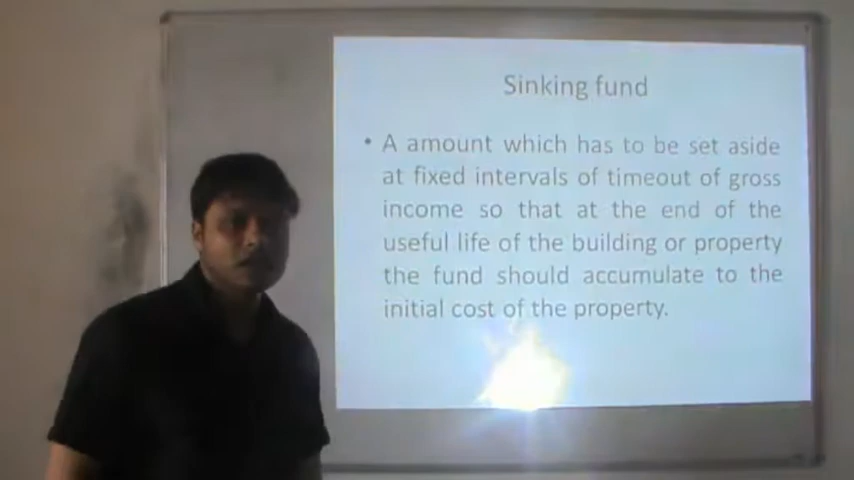 Sinking fund
• A amount which has to be set aside
at fixed intervals of timeout of gross
income so that at the end of the
useful life of the building or property
the fund should accumulate to the
initial cost of the property.